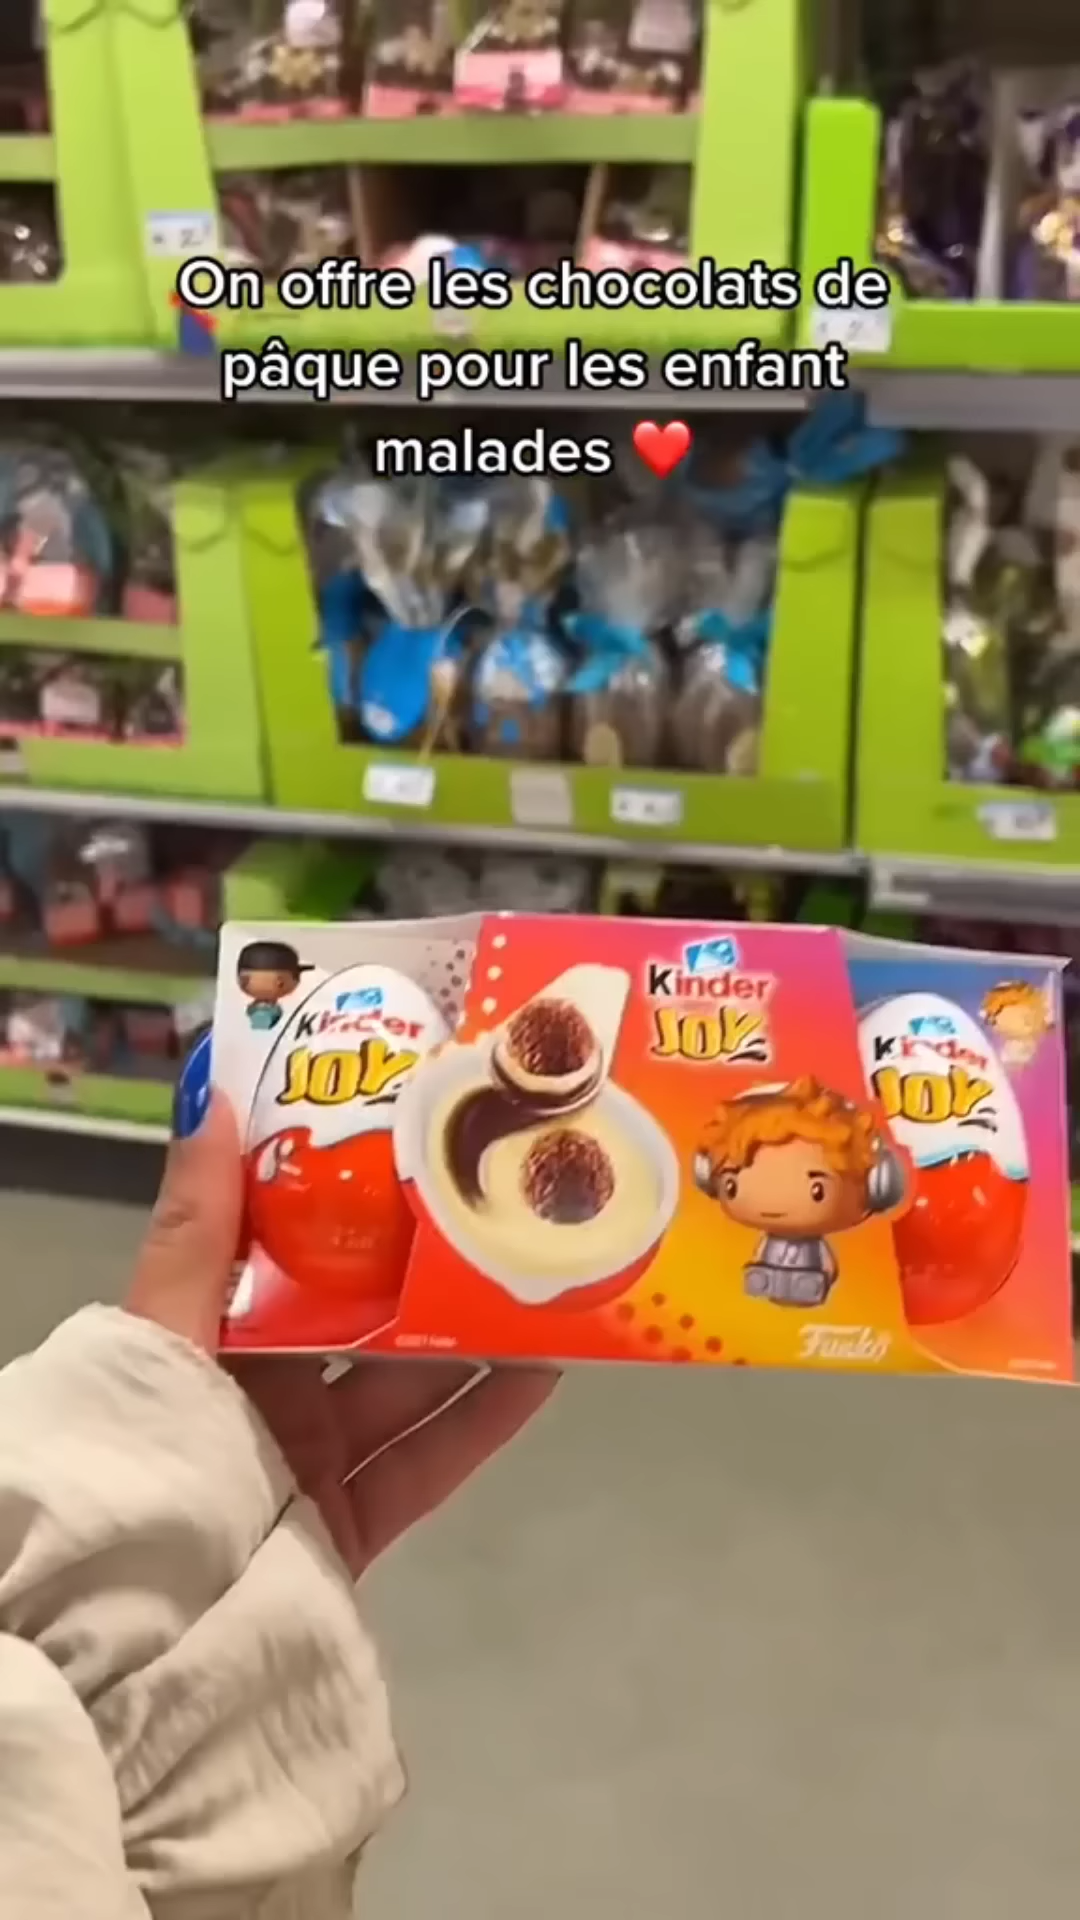 On offre les chocolats de
pâque pour les enfant
malades ❤️
Kinder
JOY
Kinder
JOY
Kinder
JOY
Funko